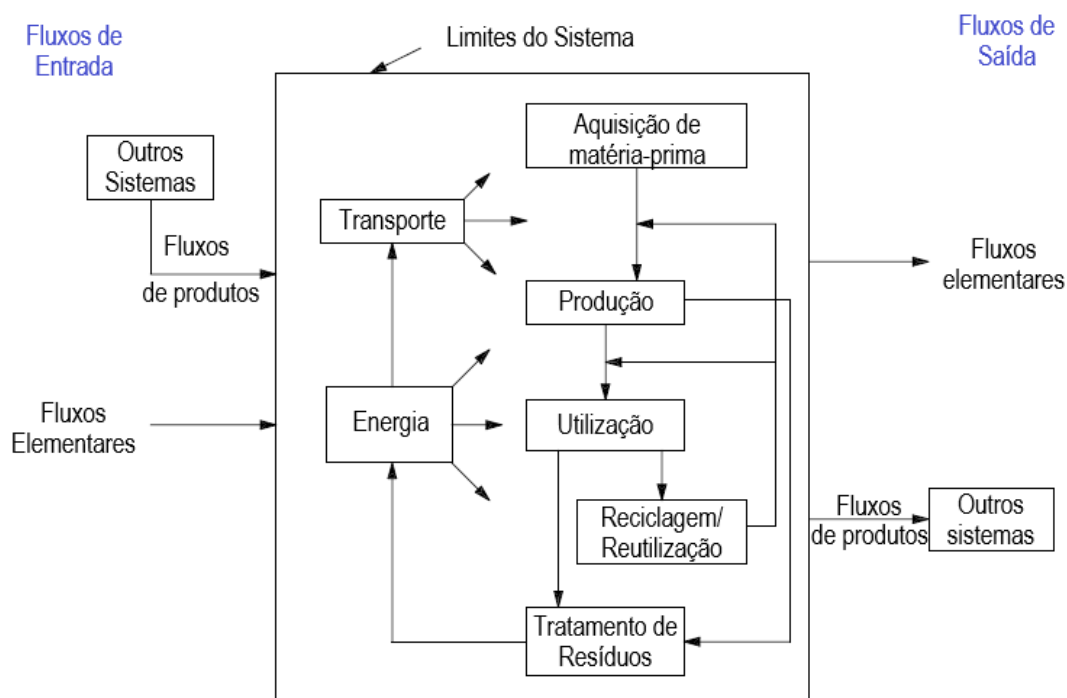 Fluxos de
Entrada
Limites do Sistema
Fluxos de
Saída
Outros
Sistemas
Fluxos
de produtos
Fluxos
Elementares
Aquisição de
matéria-prima
Transporte
Produção
Energia
Utilização
Reciclagem/
Reutilização
Tratamento de
Resíduos
Fluxos
elementares
Fluxos
de produtos
Outros
sistemas